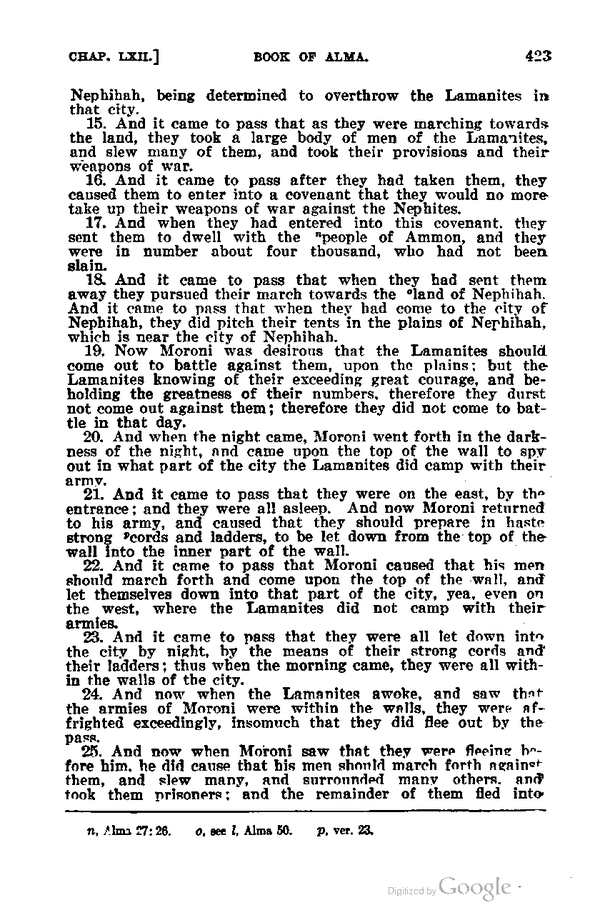 CHAP. LXII.] BOOK OF ALMA. 423
Nephihah, being determined to overthrow the Lamanites in
that city.
15. And it came to pass that as they were marching towards
the land, they took a large body of men of the Lamanites,
and slew many of them, and took their provisions and their
weapons of war.
16. And it came to pass after they had taken them, they
caused them to enter into a covenant that they would no more
take up their weapons of war against the Nephites.
17. And when they had entered into this covenant, they
sent them to dwell with the ⁿpeople of Ammon, and they
were in number about four thousand, who had not been
slain.
18. And it came to pass that when they had sent them
away they pursued their march towards the ᵒland of Nephihah.
And it came to pass that when they had come to the city of
Nephihah, they did pitch their tents in the plains of Nephihah,
which is near the city of Nephihah.
19. Now Moroni was desirous that the Lamanites should
come out to battle against them, upon the plains; but the
Lamanites knowing of their exceeding great courage, and be-
holding the greatness of their numbers, therefore they durst
not come out against them; therefore they did not come to bat-
tle in that day.
20. And when the night came, Moroni went forth in the dark-
ness of the night, and came upon the top of the wall to spy
out in what part of the city the Lamanites did camp with their
army.
21. And it came to pass that they were on the east, by the
entrance; and they were all asleep. And now Moroni returned
to his army, and caused that they should prepare in haste
strong ᵖcords and ladders, to be let down from the top of the
wall into the inner part of the wall.
22. And it came to pass that Moroni caused that his men
should march forth and come upon the top of the wall, and
let themselves down into that part of the city, yea, even on
the west, where the Lamanites did not camp with their
armies.
23. And it came to pass that they were all let down into
the city by night, by the means of their strong cords and
their ladders; thus when the morning came, they were all with-
in the walls of the city.
24. And now when the Lamanites awoke, and saw that
the armies of Moroni were within the walls, they were af-
frighted exceedingly, insomuch that they did flee out by the
pass.
25. And now when Moroni saw that they were fleeing be-
fore him, he did cause that his men should march forth against
them, and slew many, and surrounded many others, and
took them prisoners; and the remainder of them fled into
n, Alma 27: 26. o, see l, Alma 50. p, ver. 23.
Digitized by Google